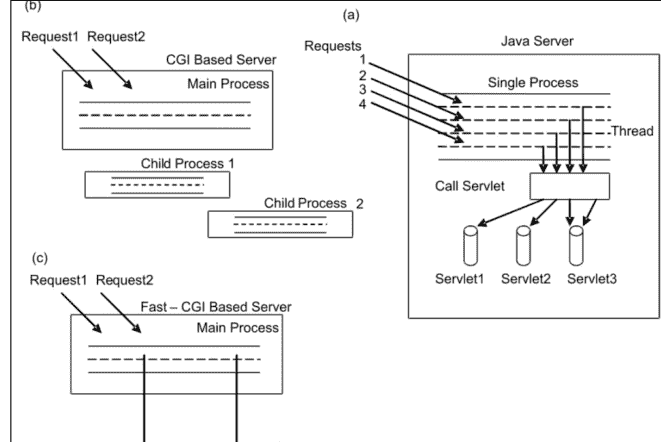 (b)
Request1 Request2
CGI Based Server
Main Process
Child Process 1
Child Process 2
(c)
Request1 Request2
Fast – CGI Based Server
Main Process
(a)
Java Server
Requests
1
2
3
4
Single Process
Thread
Call Servlet
Servlet1 Servlet2 Servlet3